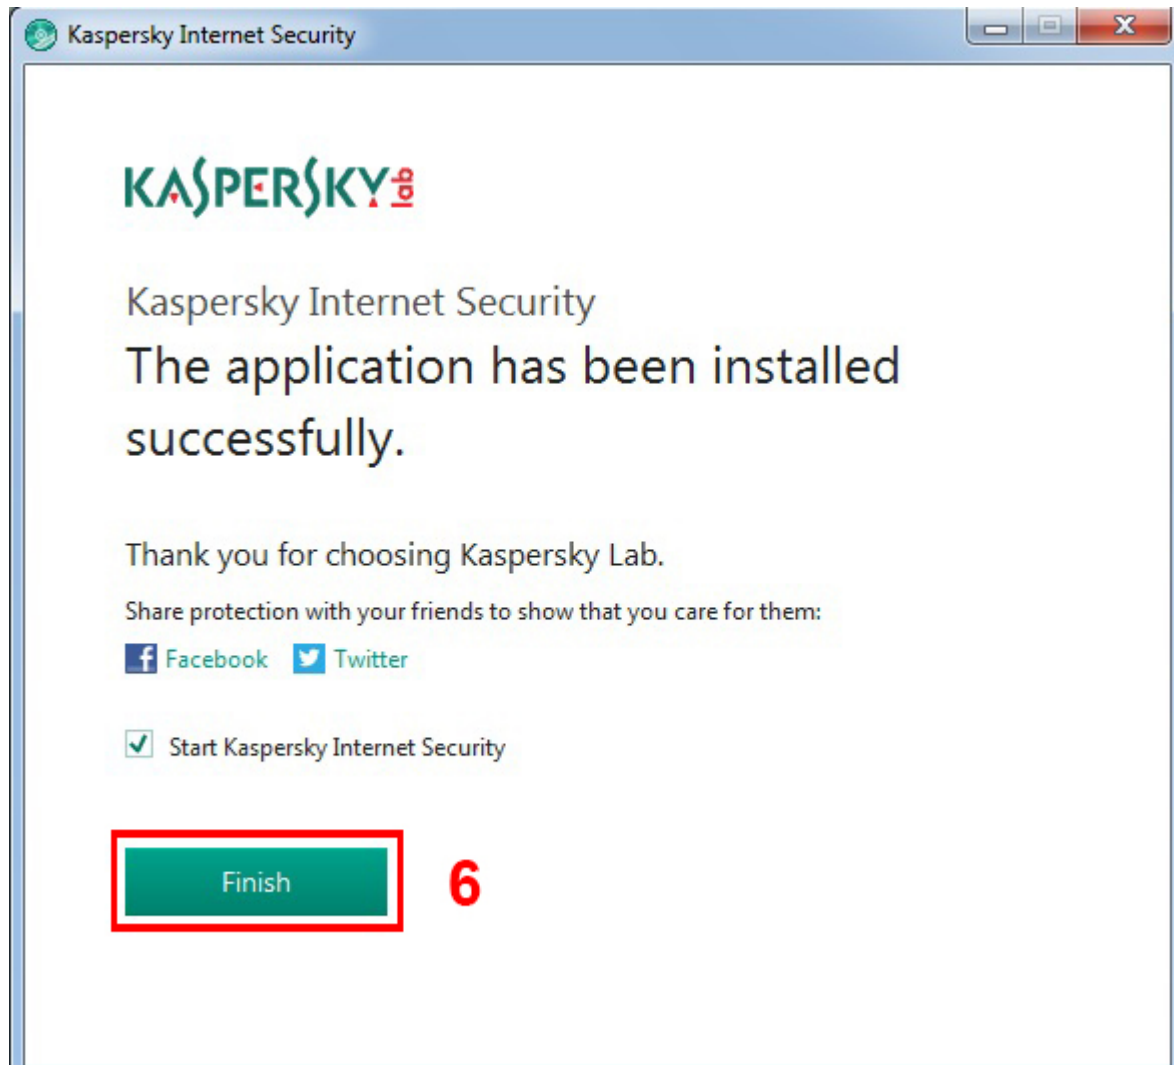 Kaspersky Internet Security
KASPERSKY lab
Kaspersky Internet Security
The application has been installed
successfully.
Thank you for choosing Kaspersky Lab.
Share protection with your friends to show that you care for them:
Facebook Twitter
Start Kaspersky Internet Security
Finish 6